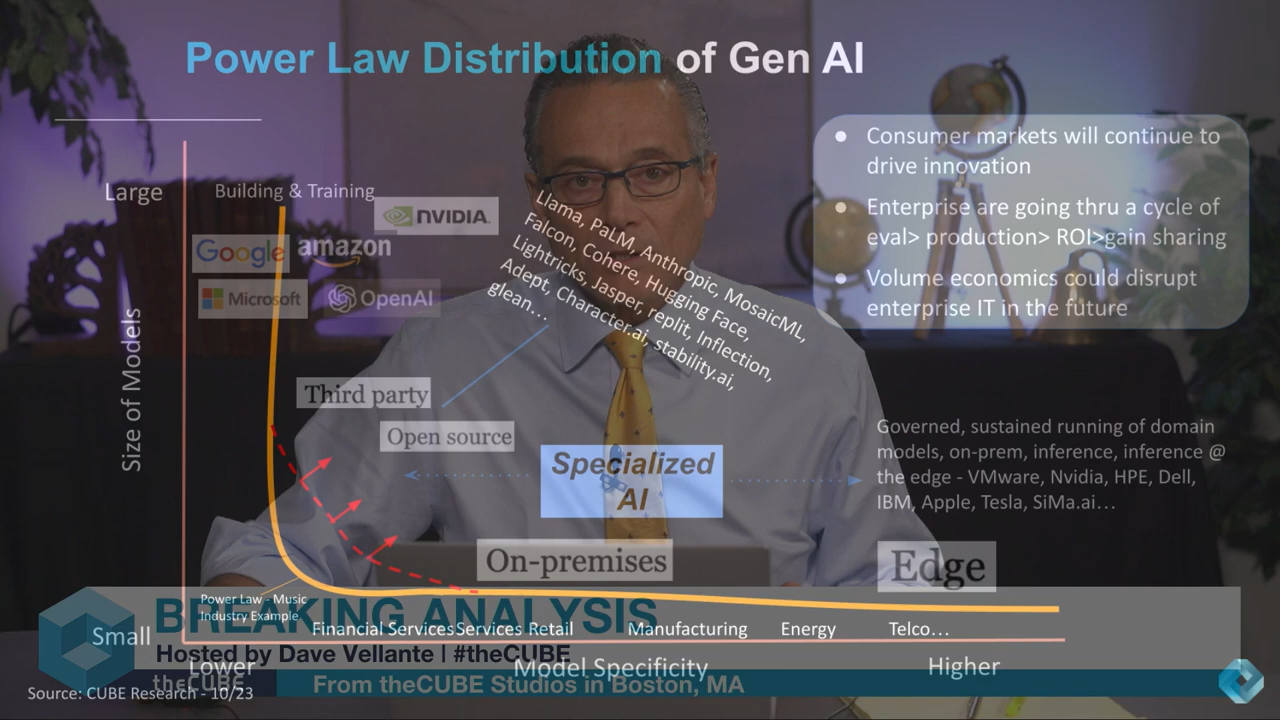 Power Law Distribution of Gen AI
Large
Building & Training
NVIDIA
Google
amazon
Microsoft
OpenAI
Size of Models
Llama, PaLM, Anthropic, MosaicML,
Falcon, Cohere, Hugging Face,
Lightricks, Jasper, replit, Inflection,
Adept, Character.ai, stability.ai,
glean…
● Consumer markets will continue to
drive innovation
● Enterprise are going thru a cycle of
eval> production> ROI>gain sharing
● Volume economics could disrupt
enterprise IT in the future
Third party
Open source
Specialized
AI
Governed, sustained running of domain
models, on-prem, inference, inference @
the edge - VMware, Nvidia, HPE, Dell,
IBM, Apple, Tesla, SiMa.ai…
On-premises
Edge
Power Law - Music
Industry Example
BREAKING ANALYSIS
Small
Financial Services Services Retail Manufacturing Energy Telco…
Hosted by Dave Vellante | #theCUBE
Lower
Model Specificity
Higher
theCUBE
From theCUBE Studios in Boston, MA
Source: CUBE Research - 10/23